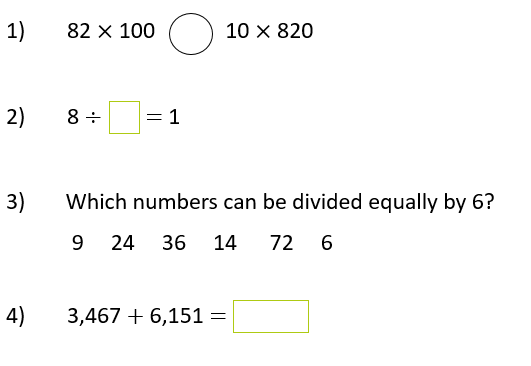 1) 82 × 100 10 × 820
2) 8 ÷ = 1
3) Which numbers can be divided equally by 6?
9 24 36 14 72 6
4) 3,467 + 6,151 =